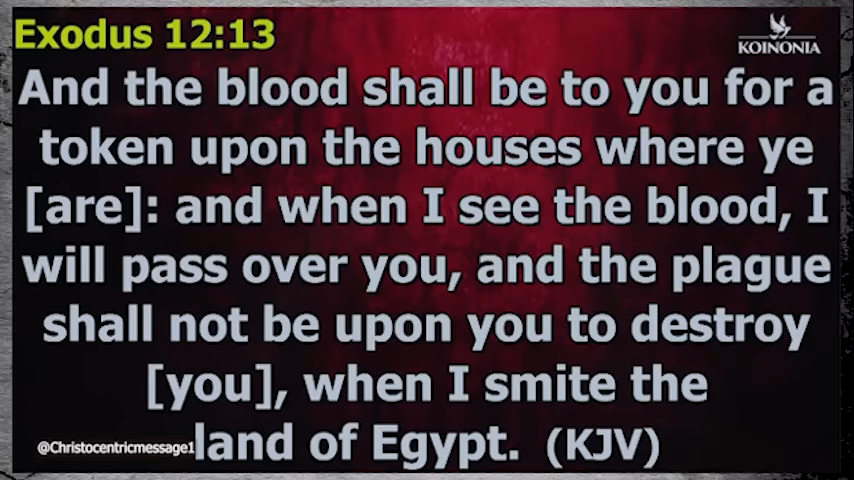 Exodus 12:13
KOINONIA
And the blood shall be to you for a
token upon the houses where ye
[are]: and when I see the blood, I
will pass over you, and the plague
shall not be upon you to destroy
[you], when I smite the
land of Egypt. (KJV)
@Christocentricmessage1